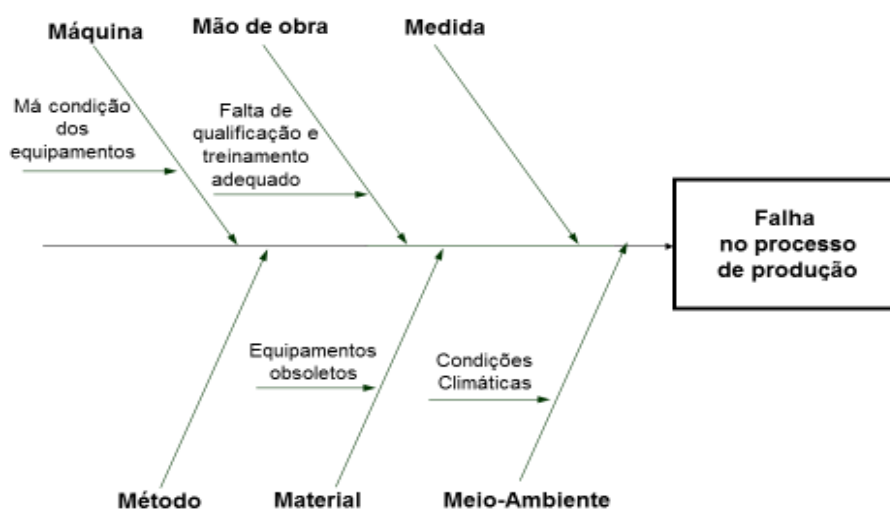 Máquina
Mão de obra
Medida
Má condição
dos
equipamentos
Falta de
qualificação e
treinamento
adequado
Falha
no processo
de produção
Equipamentos
obsoletos
Condições
Climáticas
Método
Material
Meio-Ambiente